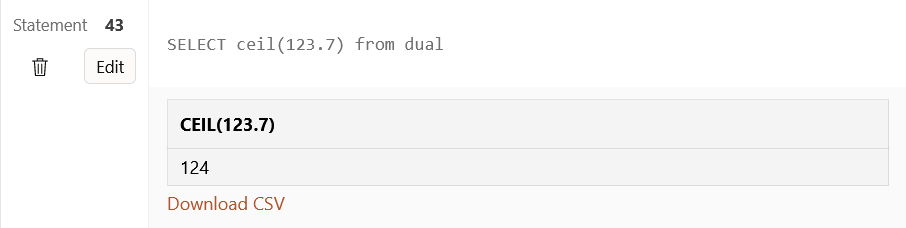 Statement 43
Edit
SELECT ceil(123.7) from dual
CEIL(123.7)
124
Download CSV